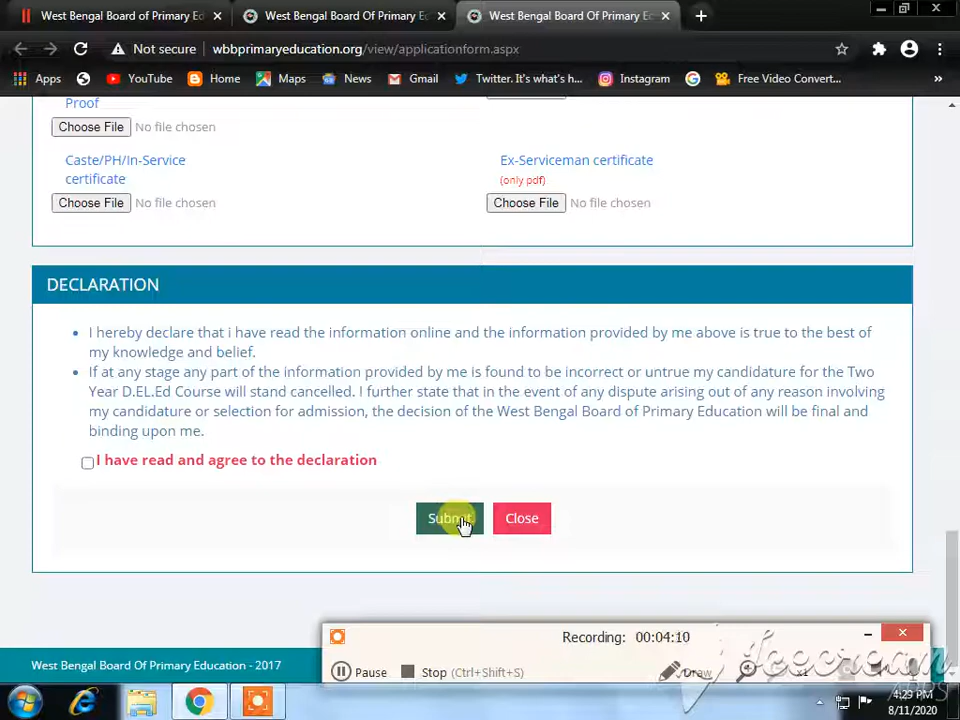 West Bengal Board of Primary Ed
West Bengal Board Of Primary E
West Bengal Board Of Primary E
Not secure
wbbprimaryeducation.org/view/applicationform.aspx
Apps
YouTube
Home
Maps
News
Gmail
Twitter. It's what's h...
Instagram
Free Video Convert...
»
Proof
Choose File No file chosen
Caste/PH/In-Service
certificate
Choose File No file chosen
Ex-Serviceman certificate
(only pdf)
Choose File No file chosen
DECLARATION
• I hereby declare that i have read the information online and the information provided by me above is true to the best of
my knowledge and belief.
• If at any stage any part of the information provided by me is found to be incorrect or untrue my candidature for the Two
Year D.EL.Ed Course will stand cancelled. I further state that in the event of any dispute arising out of any reason involving
my candidature or selection for admission, the decision of the West Bengal Board of Primary Education will be final and
binding upon me.
I have read and agree to the declaration
Submit
Close
Recording: 00:04:10
West Bengal Board Of Primary Education - 2017
Pause
Stop (Ctrl+Shift+S)
Draw
x1
Icecream
APPS
4:29 PM
8/11/2020